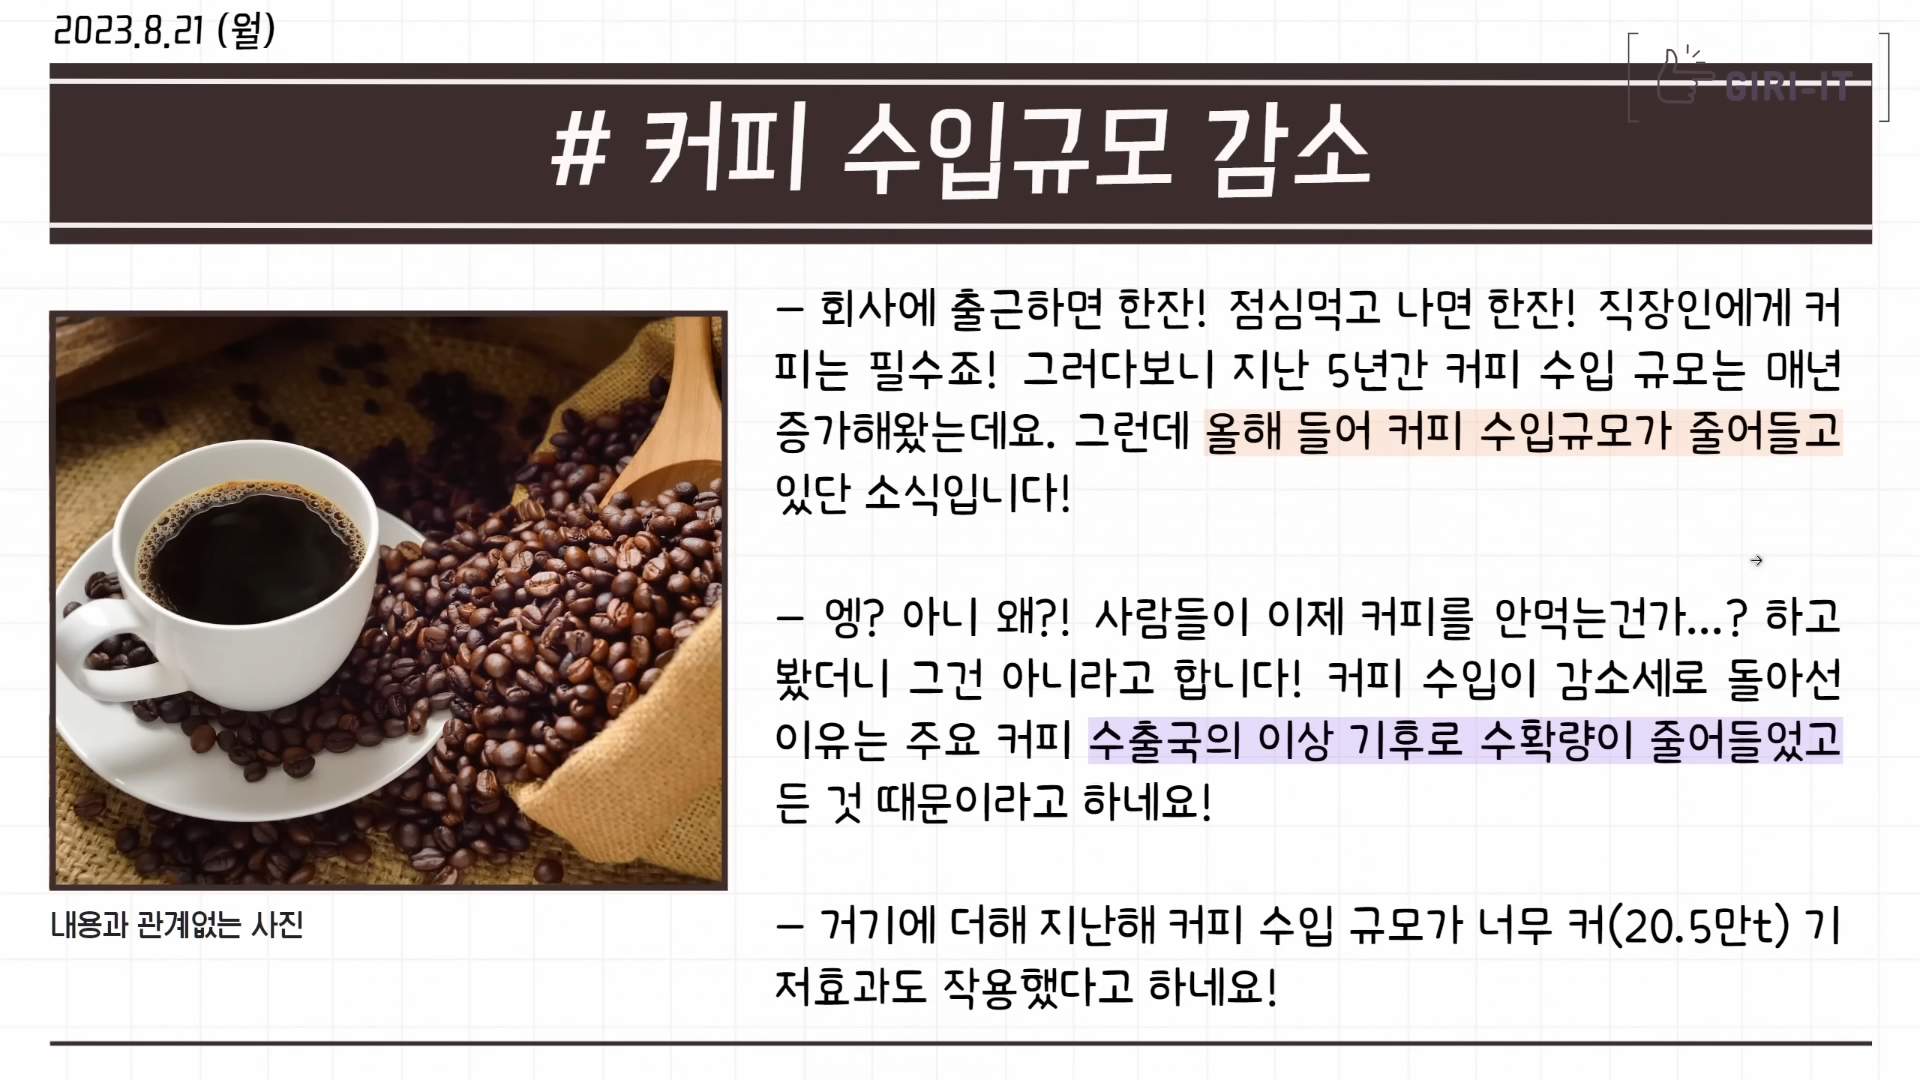 2023.8.21 (월)
GIRI-IT
# 커피 수입규모 감소
– 회사에 출근하면 한잔! 점심먹고 나면 한잔! 직장인에게 커
피는 필수죠! 그러다보니 지난 5년간 커피 수입 규모는 매년
증가해왔는데요. 그런데 올해 들어 커피 수입규모가 줄어들고
있단 소식입니다!
– 엥? 아니 왜?! 사람들이 이제 커피를 안먹는건가...? 하고
봤더니 그건 아니라고 합니다! 커피 수입이 감소세로 돌아선
이유는 주요 커피 수출국의 이상 기후로 수확량이 줄어들었고
든 것 때문이라고 하네요!
– 거기에 더해 지난해 커피 수입 규모가 너무 커(20.5만t) 기
저효과도 작용했다고 하네요!
내용과 관계없는 사진